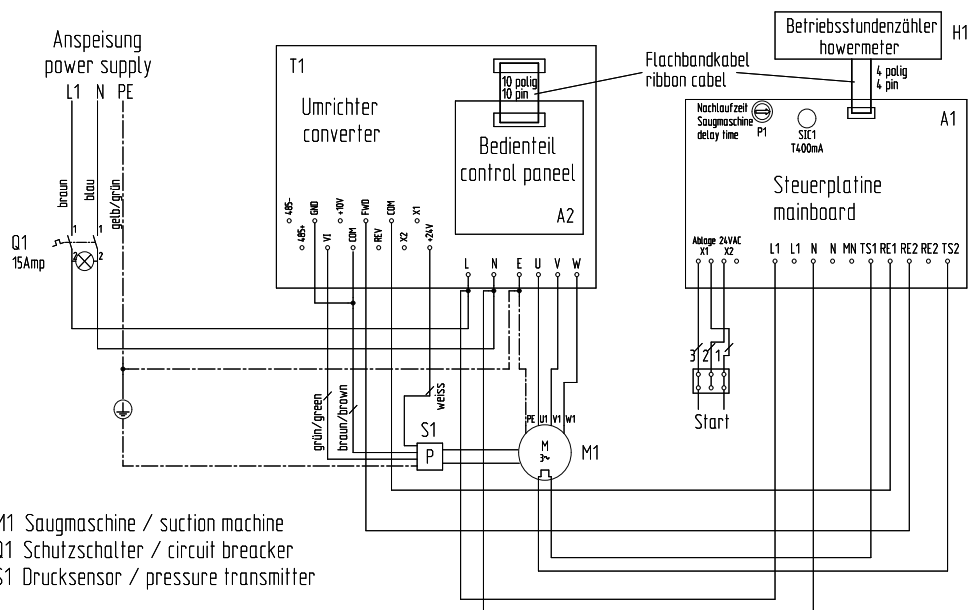 Anspeisung
power supply
L1 N PE
braun
blau
gelb/grün
Q1
15Amp
1
1
2
2
T1
Umrichter
converter
10 polig
10 pin
Bedienteil
control paneel
A2
485-
GND
+10V
FWD
COM
X1
485+
VI
COM
REV
X2
+24V
L N E U V W
Flachbandkabel
ribbon cabel
Betriebsstundenzähler
howermeter
H1
4 polig
4 pin
Nachlaufzeit
Saugmaschine
delay time
P1
SIC1
T400mA
A1
Steuerplatine
mainboard
Ablage 24VAC
X1 X2
L1 L1 N N MN TS1 RE1 RE2 RE2 TS2
3 2 1
Start
grün/green
braun/brown
weiss
S1
P
PE U1 V1 W1
M
3~
M1
M1 Saugmaschine / suction machine
Q1 Schutzschalter / circuit breacker
S1 Drucksensor / pressure transmitter